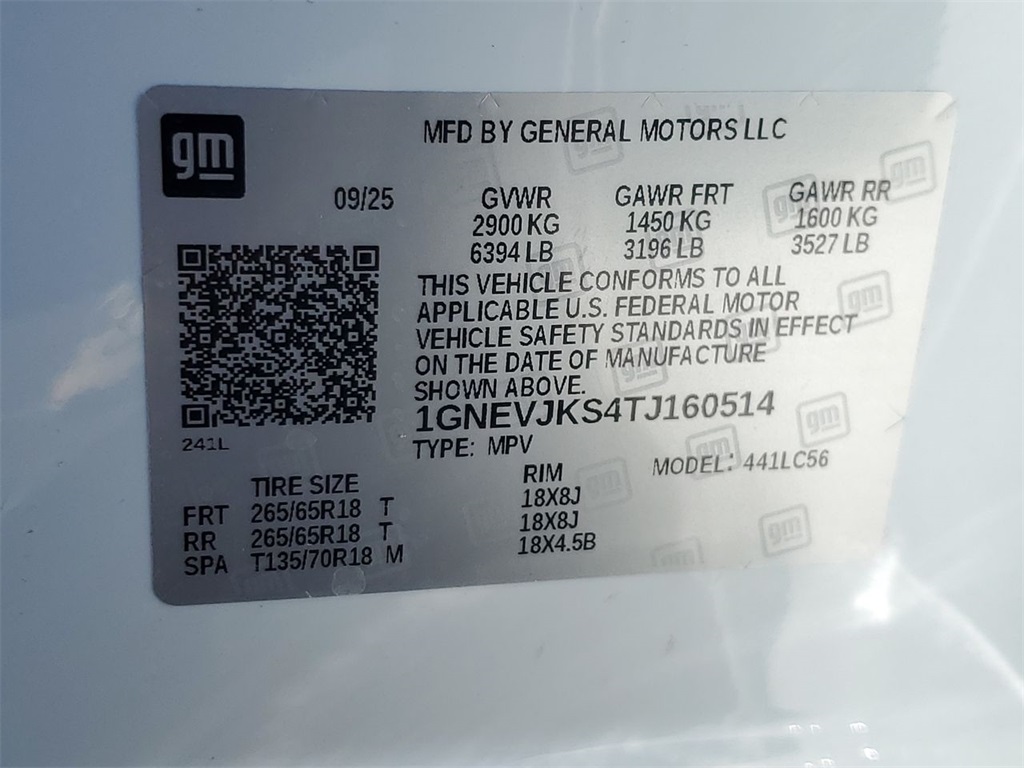 gm
MFD BY GENERAL MOTORS LLC
09/25 GVWR GAWR FRT GAWR RR
2900 KG 1450 KG 1600 KG
6394 LB 3196 LB 3527 LB
THIS VEHICLE CONFORMS TO ALL
APPLICABLE U.S. FEDERAL MOTOR
VEHICLE SAFETY STANDARDS IN EFFECT
ON THE DATE OF MANUFACTURE
SHOWN ABOVE.
1GNEVJKS4TJ160514
241L
TYPE: MPV MODEL: 441LC56
TIRE SIZE RIM
FRT 265/65R18 T 18X8J
RR 265/65R18 T 18X8J
SPA T135/70R18 M 18X4.5B